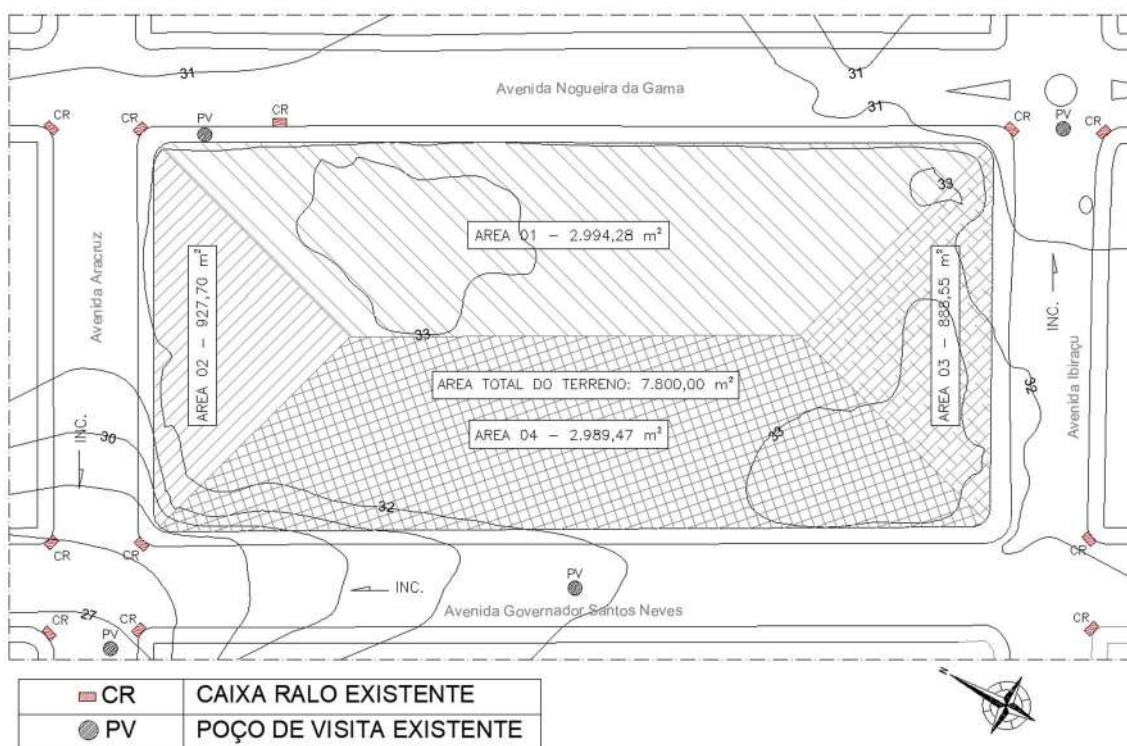 31
Avenida Nogueira da Gama
31
31
CR
CR
PV
CR
CR
PV
CR
33
AREA 01 - 2.994,28 m²
Avenida Aracruz
AREA 02 - 927,70 m²
AREA 03 - 888,55 m²
INC.
Avenida Ibiraçu
33
32
AREA TOTAL DO TERRENO: 7.800,00 m²
AREA 04 - 2.989,47 m²
33
INC.
30
32
CR
CR
CR
PV
INC.
Avenida Governador Santos Neves
27
CR
CR
CR
PV
N
CR CAIXA RALO EXISTENTE
PV POÇO DE VISITA EXISTENTE